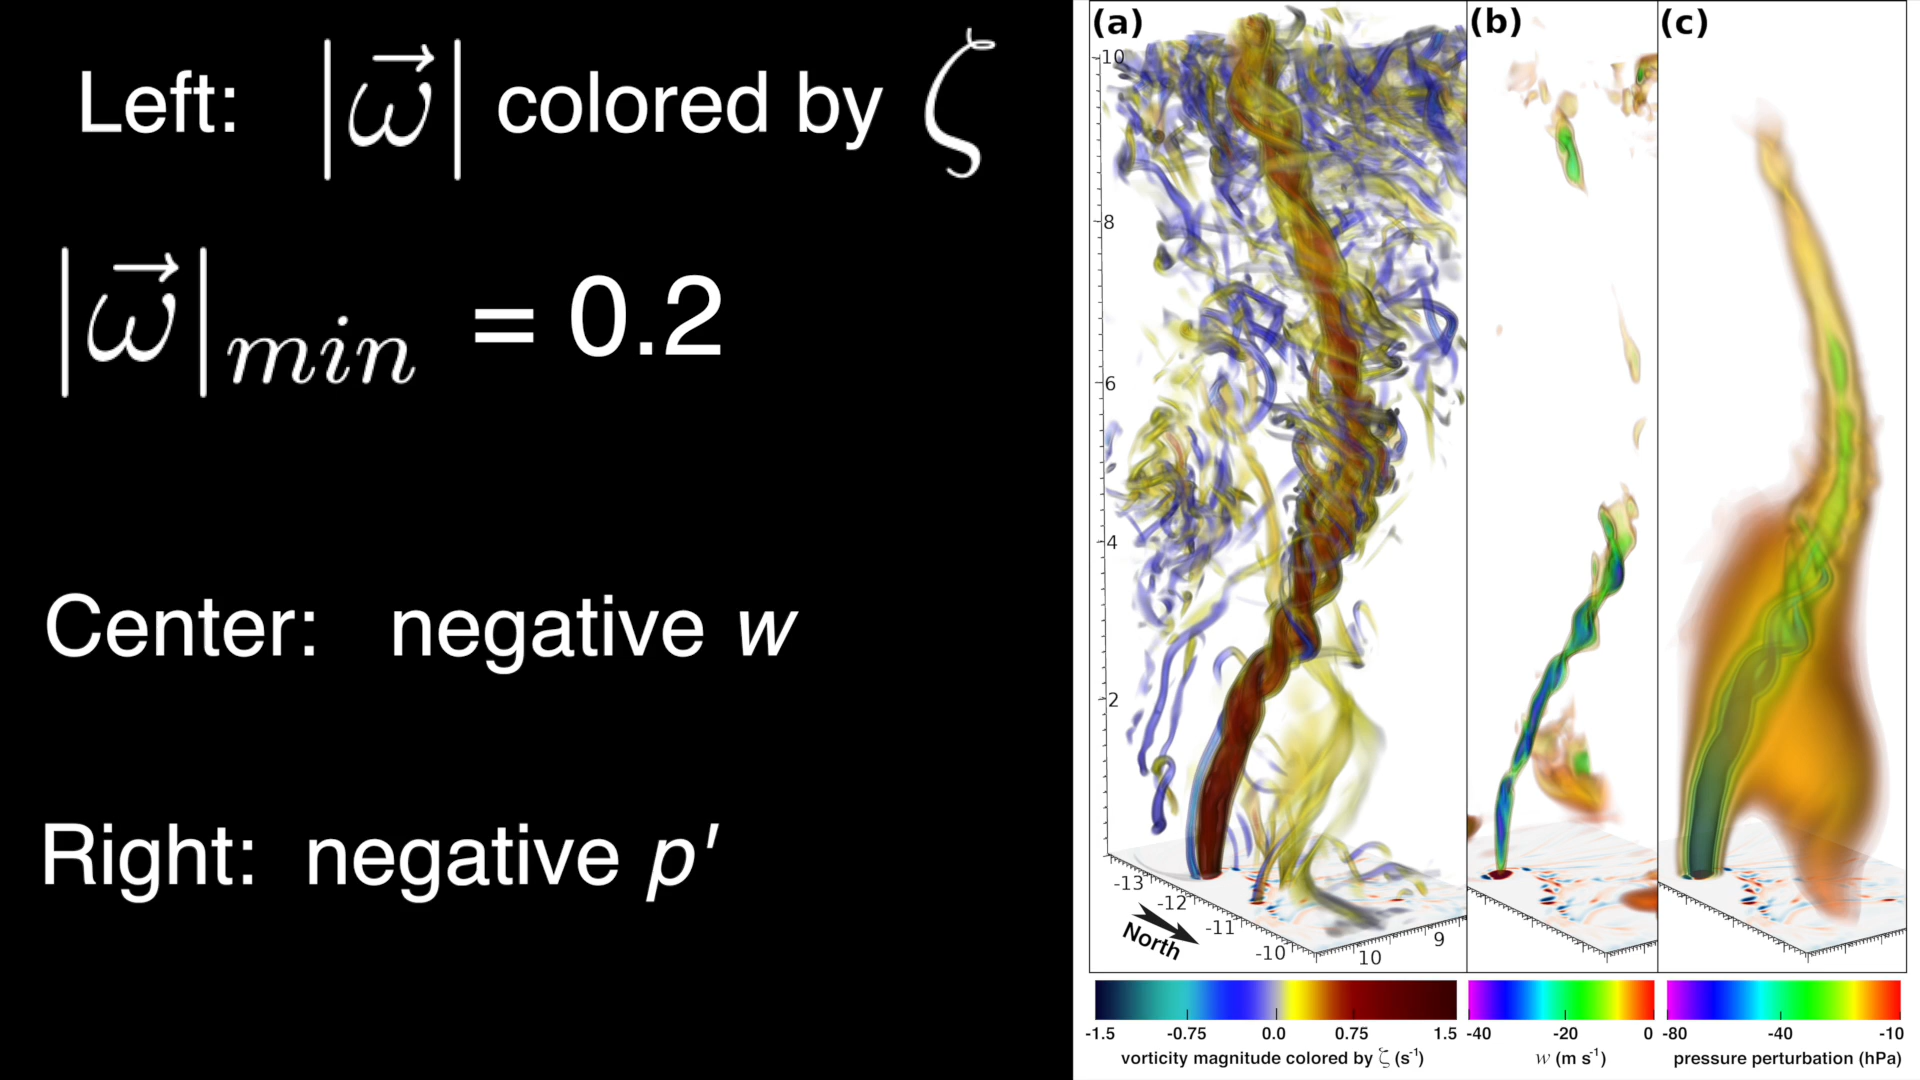 Left: |ω⃗| colored by ζ
|ω⃗|min = 0.2
Center: negative w
Right: negative p'
(a)
10
8
6
4
2
-13
-12
-11
-10
10
9
North
(b)
(c)
-1.5 -0.75 0.0 0.75 1.5
vorticity magnitude colored by ζ (s⁻¹)
-40 -20 0
w (m s⁻¹)
-80 -40 -10
pressure perturbation (hPa)